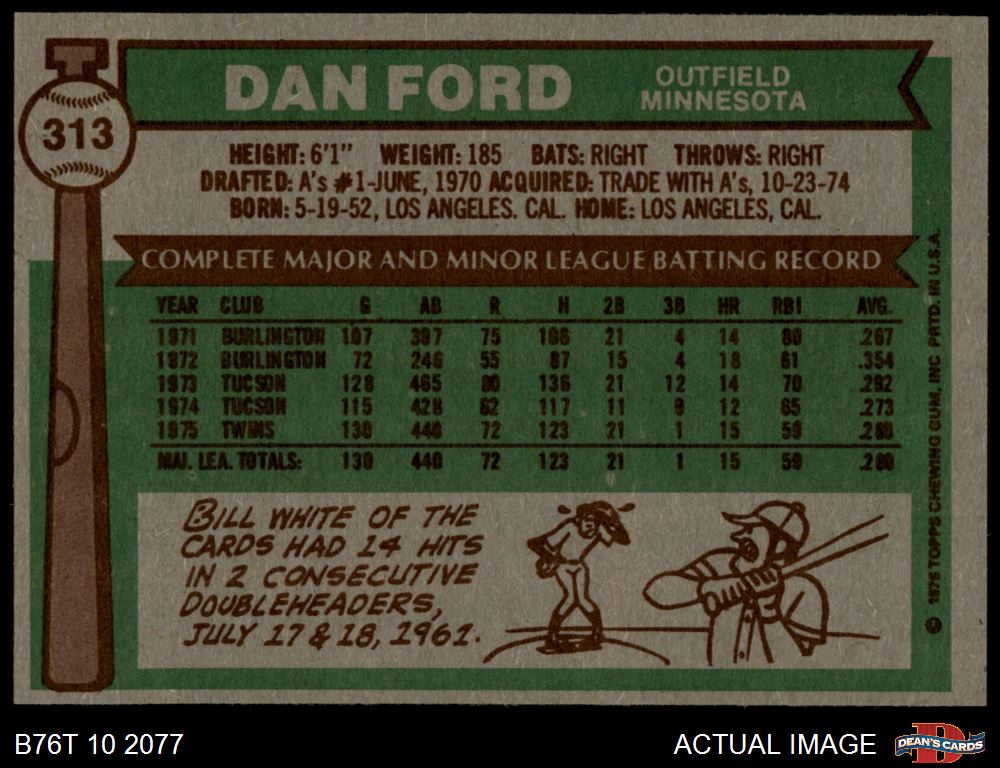 313
DAN FORD
OUTFIELD
MINNESOTA
HEIGHT: 6'1" WEIGHT: 185 BATS: RIGHT THROWS: RIGHT
DRAFTED: A's #1-JUNE, 1970 ACQUIRED: TRADE WITH A's, 10-23-74
BORN: 5-19-52, LOS ANGELES. CAL. HOME: LOS ANGELES, CAL.
COMPLETE MAJOR AND MINOR LEAGUE BATTING RECORD
YEAR CLUB G AB R H 2B 3B HR RBI AVG.
1971 BURLINGTON 107 397 75 106 21 4 14 80 .267
1972 BURLINGTON 72 246 55 87 15 4 18 61 .354
1973 TUCSON 128 465 80 136 21 12 14 70 .292
1974 TUCSON 115 428 62 117 11 8 12 65 .273
1975 TWINS 130 440 72 123 21 1 15 59 .280
MAJ. LEA. TOTALS: 130 440 72 123 21 1 15 59 .280
BILL WHITE OF THE
CARDS HAD 14 HITS
IN 2 CONSECUTIVE
DOUBLEHEADERS,
JULY 17 & 18, 1961.
© 1976 TOPPS CHEWING GUM, INC PRTD. IN U.S.A.
B76T 10 2077
ACTUAL IMAGE
D
DEAN'S CARDS